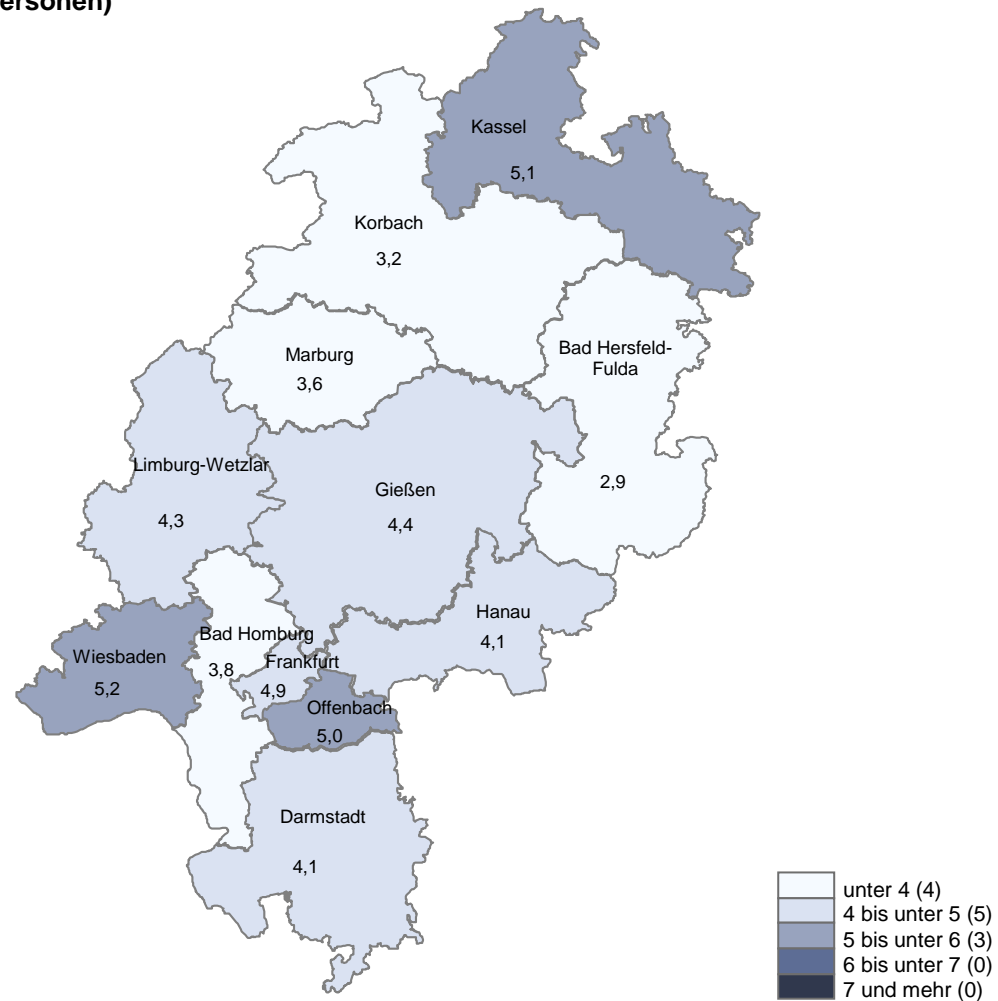 ersonen)
Kassel
5,1
Korbach
3,2
Marburg
3,6
Bad Hersfeld-
Fulda
2,9
Limburg-Wetzlar
4,3
Gießen
4,4
Hanau
4,1
Bad Homburg
3,8
Wiesbaden
5,2
Frankfurt
4,9
Offenbach
5,0
Darmstadt
4,1
unter 4 (4)
4 bis unter 5 (5)
5 bis unter 6 (3)
6 bis unter 7 (0)
7 und mehr (0)